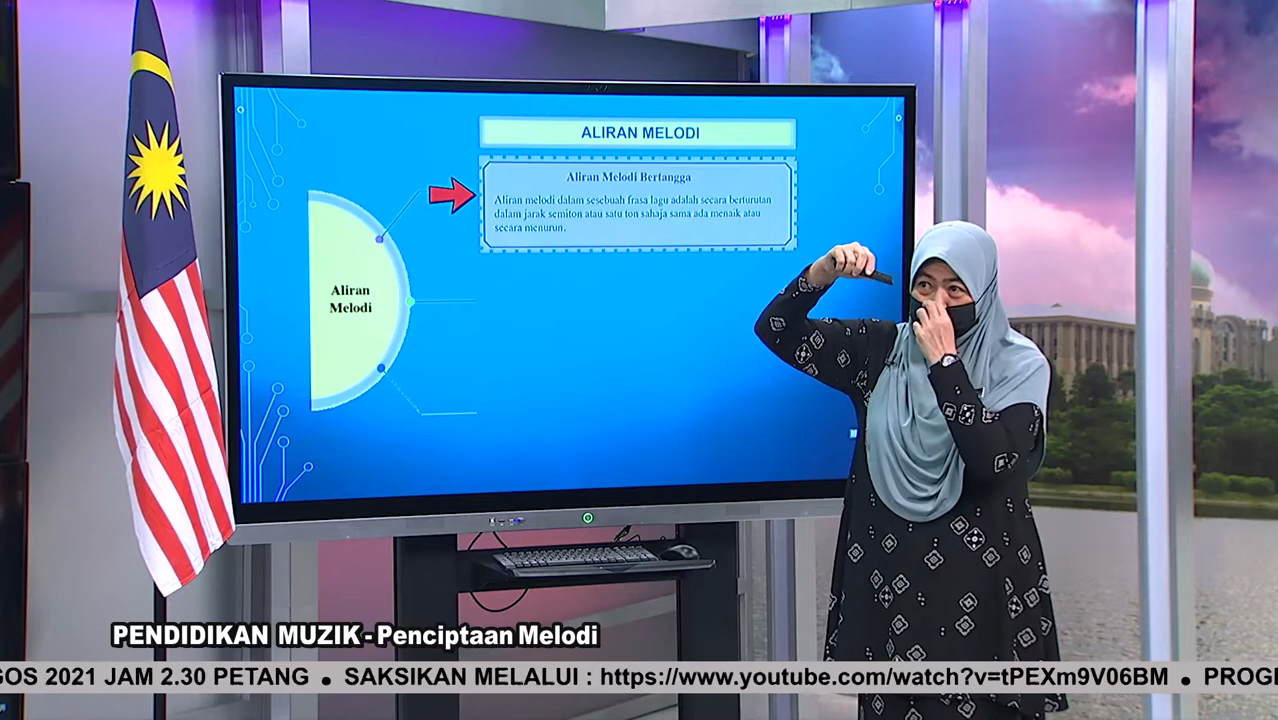 ALIRAN MELODI
Aliran Melodi Bertangga
Aliran melodi dalam sesebuah frasa lagu adalah secara berturutan
dalam jarak semiton atau satu ton sahaja sama ada menaik atau
secara menurun.
Aliran
Melodi
PENDIDIKAN MUZIK - Penciptaan Melodi
GOS 2021 JAM 2.30 PETANG ● SAKSIKAN MELALUI : https://www.youtube.com/watch?v=tPEXm9V06BM ● PROG